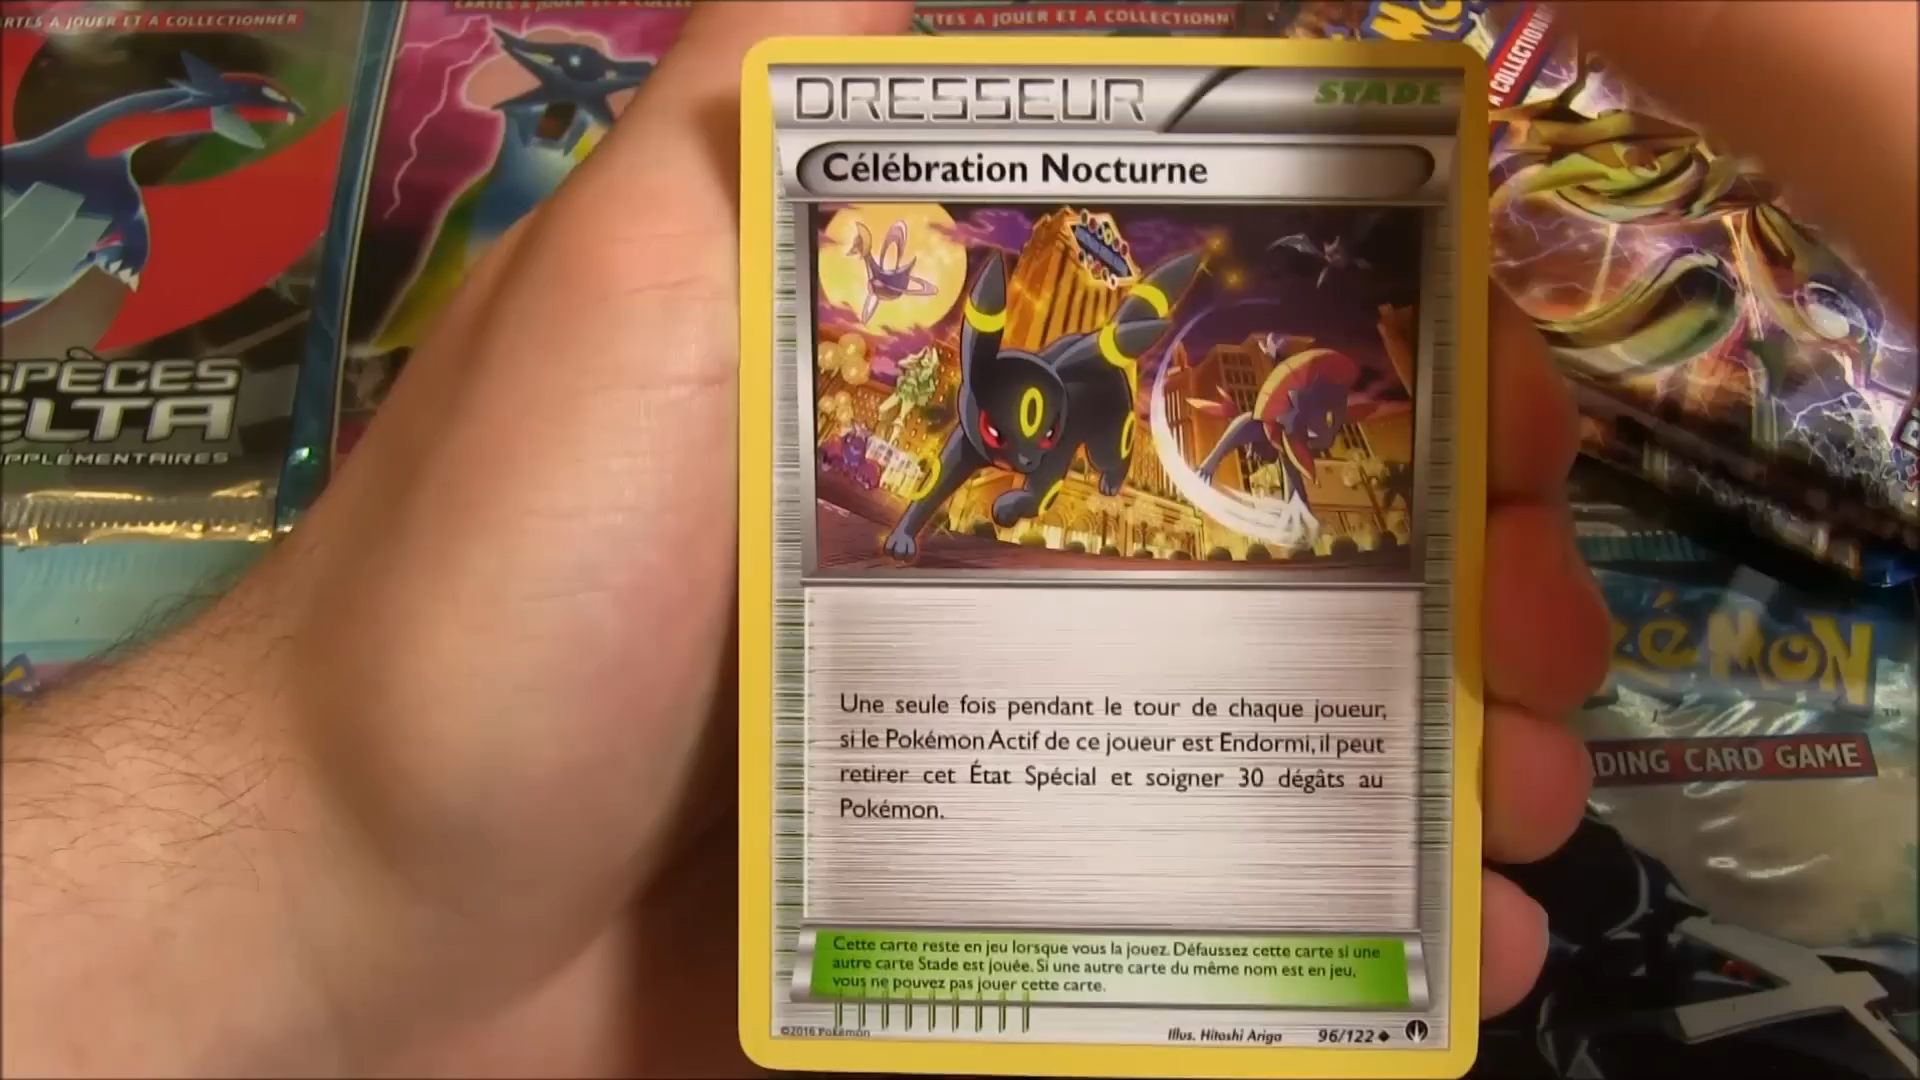 RTES A JOUER ET A COLLECTIONNER
RTES A JOUER ET A COLLECTIONN
A COLLECTION
DRESSEUR
STADE
Célébration Nocturne
SPÈCES
ELTA
PPLÉMENTAIRES
Une seule fois pendant le tour de chaque joueur,
si le Pokémon Actif de ce joueur est Endormi, il peut
retirer cet État Spécial et soigner 30 dégâts au
Pokémon.
Cette carte reste en jeu lorsque vous la jouez. Défaussez cette carte si une
autre carte Stade est jouée. Si une autre carte du même nom est en jeu,
vous ne pouvez pas jouer cette carte.
©2016 Pokémon
Illus. Hitoshi Ariga
96/122
kéMON
DING CARD GAME